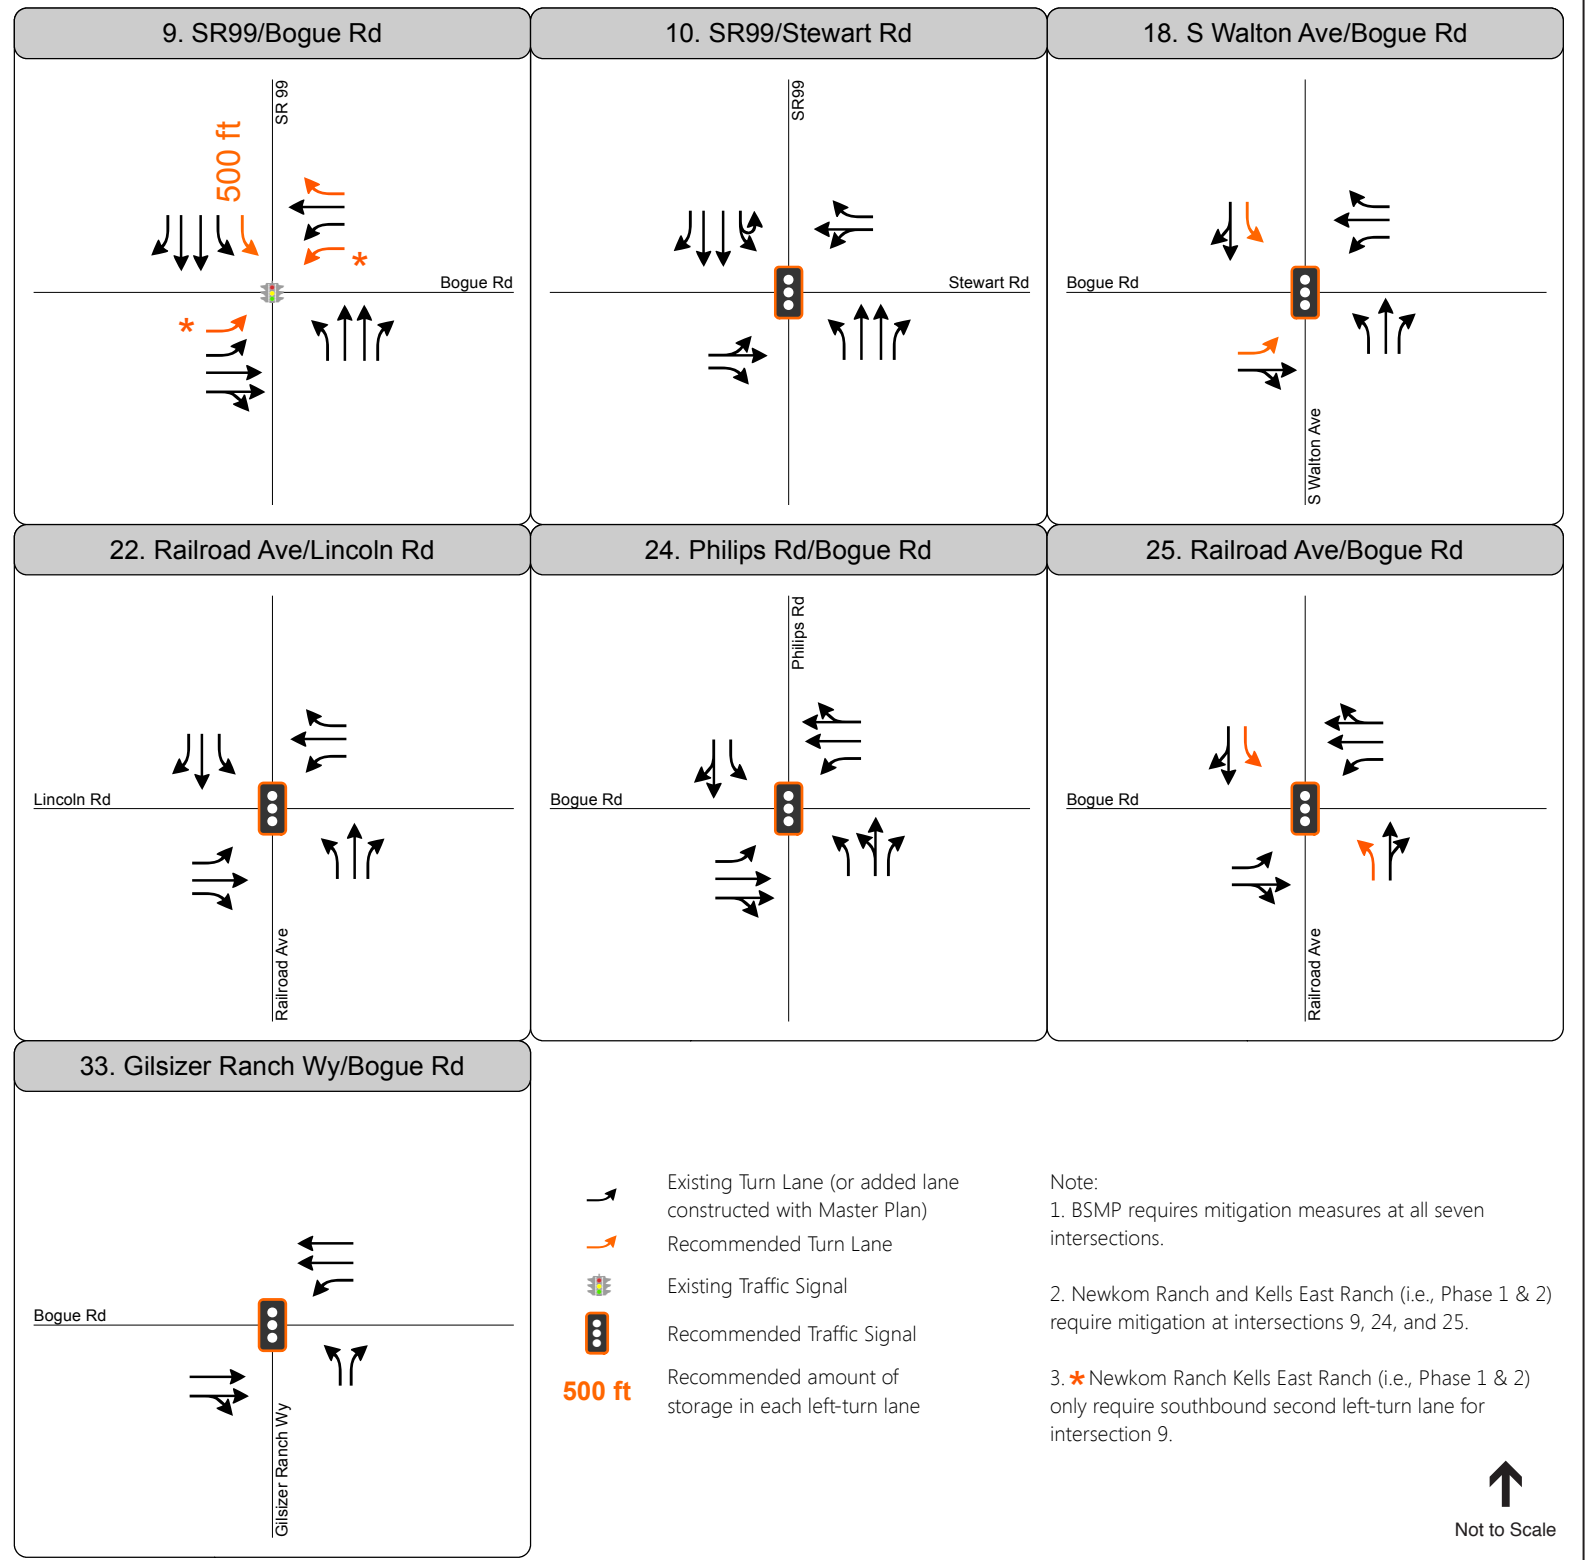 9. SR99/Bogue Rd
SR 99
500 ft
*
Bogue Rd
*
10. SR99/Stewart Rd
SR99
Stewart Rd
18. S Walton Ave/Bogue Rd
Bogue Rd
S Walton Ave
22. Railroad Ave/Lincoln Rd
Lincoln Rd
Railroad Ave
24. Philips Rd/Bogue Rd
Philips Rd
Bogue Rd
25. Railroad Ave/Bogue Rd
Bogue Rd
Railroad Ave
33. Gilsizer Ranch Wy/Bogue Rd
Bogue Rd
Gilsizer Ranch Wy
Existing Turn Lane (or added lane
constructed with Master Plan)
Recommended Turn Lane
Existing Traffic Signal
Recommended Traffic Signal
500 ft
Recommended amount of
storage in each left-turn lane
Note:
1. BSMP requires mitigation measures at all seven
intersections.
2. Newkom Ranch and Kells East Ranch (i.e., Phase 1 & 2)
require mitigation at intersections 9, 24, and 25.
3. * Newkom Ranch Kells East Ranch (i.e., Phase 1 & 2)
only require southbound second left-turn lane for
intersection 9.
Not to Scale